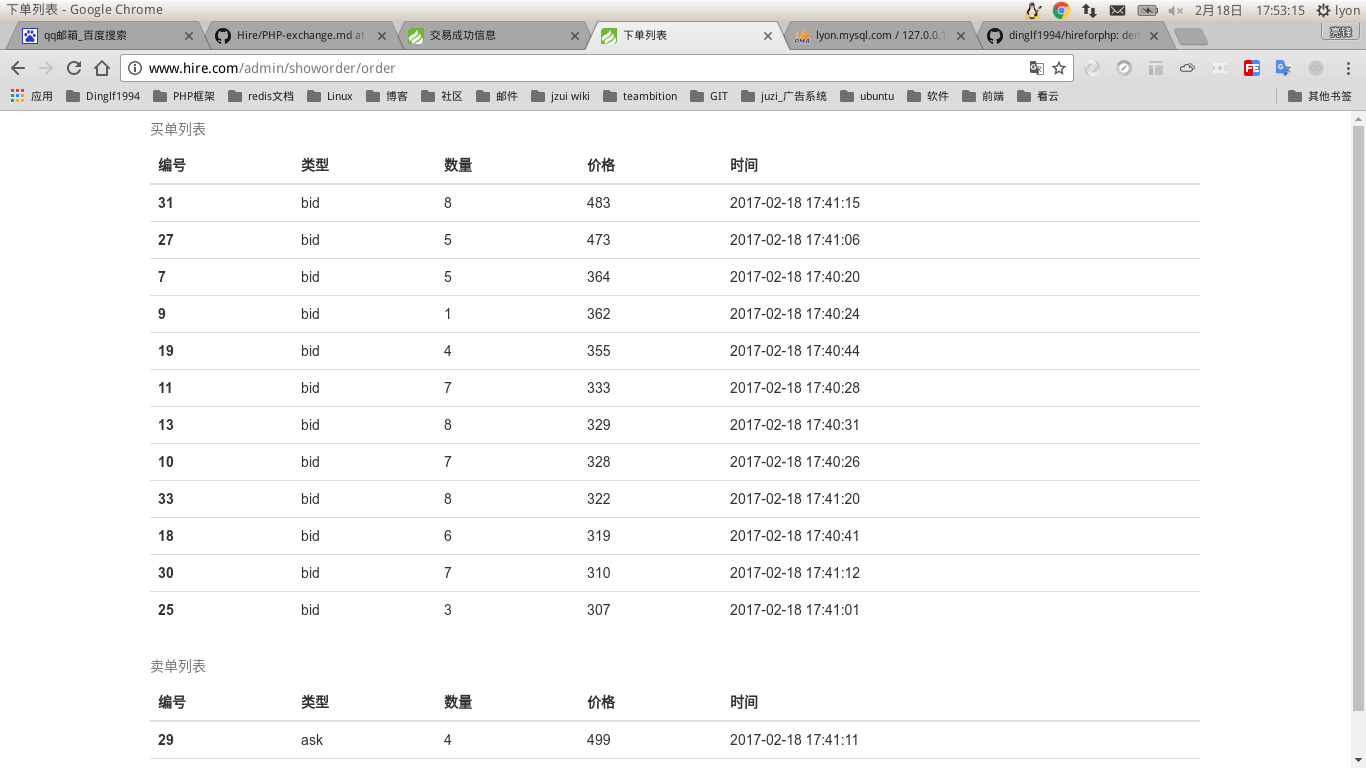 下单列表 - Google Chrome
2月18日 17:53:15 lyon
qq邮箱_百度搜索
Hire/PHP-exchange.md at
交易成功信息
下单列表
lyon.mysql.com / 127.0.0.1
dinglf1994/hireforphp: dem
www.hire.com/admin/showorder/order
应用 Dinglf1994 PHP框架 redis文档 Linux 博客 社区 邮件 jzui wiki teambition GIT juzi_广告系统 ubuntu 软件 前端 看云 其他书签
买单列表
编号 类型 数量 价格 时间
31 bid 8 483 2017-02-18 17:41:15
27 bid 5 473 2017-02-18 17:41:06
7 bid 5 364 2017-02-18 17:40:20
9 bid 1 362 2017-02-18 17:40:24
19 bid 4 355 2017-02-18 17:40:44
11 bid 7 333 2017-02-18 17:40:28
13 bid 8 329 2017-02-18 17:40:31
10 bid 7 328 2017-02-18 17:40:26
33 bid 8 322 2017-02-18 17:41:20
18 bid 6 319 2017-02-18 17:40:41
30 bid 7 310 2017-02-18 17:41:12
25 bid 3 307 2017-02-18 17:41:01
卖单列表
编号 类型 数量 价格 时间
29 ask 4 499 2017-02-18 17:41:11